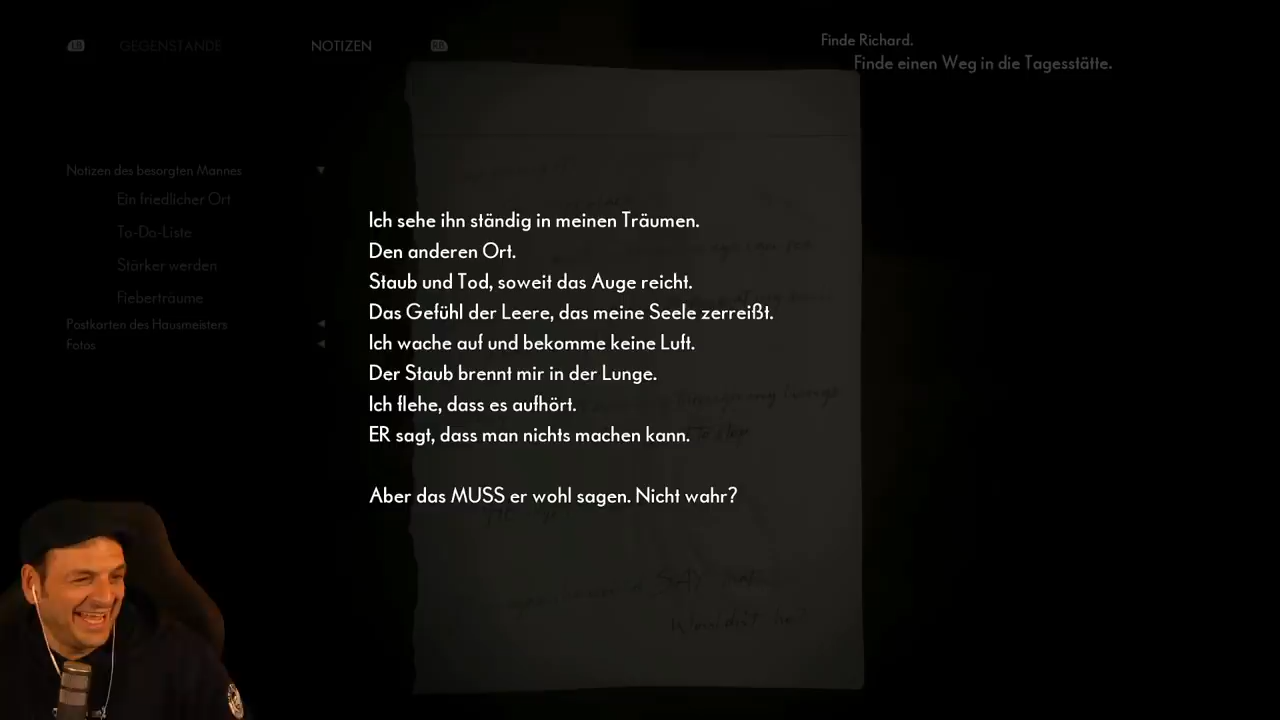 LB GEGENSTÄNDE NOTIZEN RB
Finde Richard.
Finde einen Weg in die Tagesstätte.
Notizen des besorgten Mannes
Ein friedlicher Ort
To-Do-Liste
Stärker werden
Fieberträume
Postkarten des Hausmeisters
Fotos
Ich sehe ihn ständig in meinen Träumen.
Den anderen Ort.
Staub und Tod, soweit das Auge reicht.
Das Gefühl der Leere, das meine Seele zerreißt.
Ich wache auf und bekomme keine Luft.
Der Staub brennt mir in der Lunge.
Ich flehe, dass es aufhört.
ER sagt, dass man nichts machen kann.
Aber das MUSS er wohl sagen. Nicht wahr?